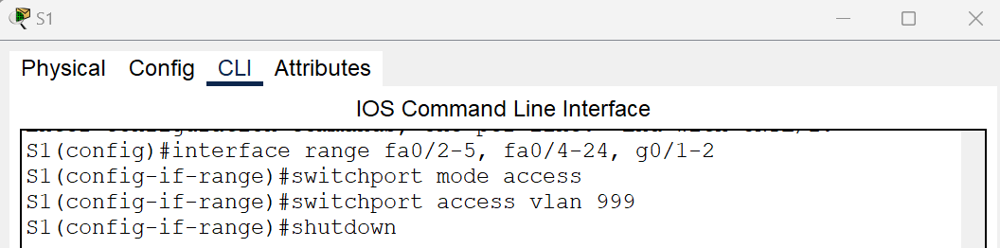 S1
Physical Config CLI Attributes
IOS Command Line Interface
S1(config)#interface range fa0/2-5, fa0/4-24, g0/1-2
S1(config-if-range)#switchport mode access
S1(config-if-range)#switchport access vlan 999
S1(config-if-range)#shutdown